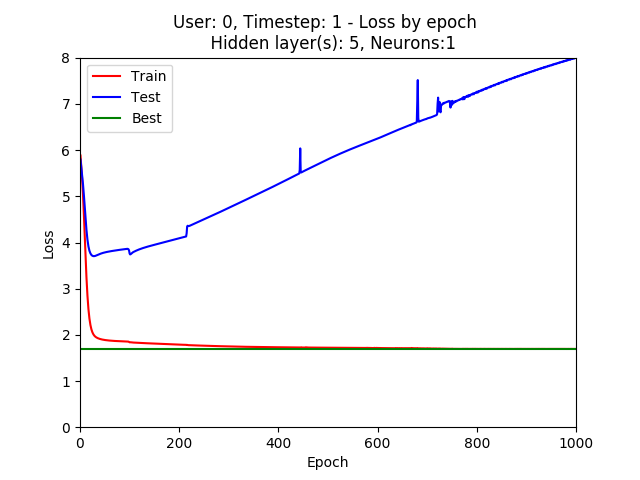 User: 0, Timestep: 1 - Loss by epoch
Hidden layer(s): 5, Neurons:1
Train
Test
Best
8
7
6
5
4
3
2
1
0
Loss
0 200 400 600 800 1000
Epoch